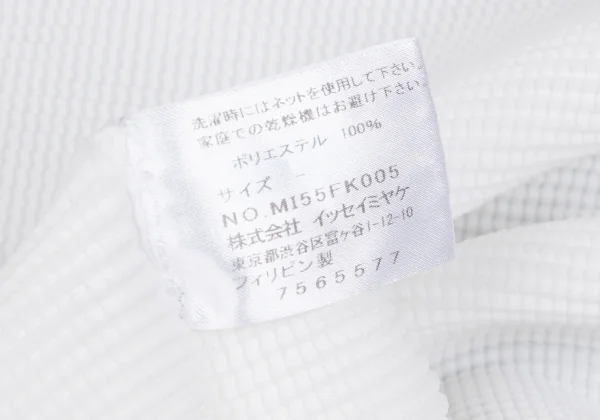 洗濯時にはネットを使用して下さい。
家庭での乾燥機はお避け下さい
ポリエステル 100%
サイズ -
NO.MI55FK005
株式会社 イッセイミヤケ
東京都渋谷区富ヶ谷1-12-10
フィリピン製
7565577